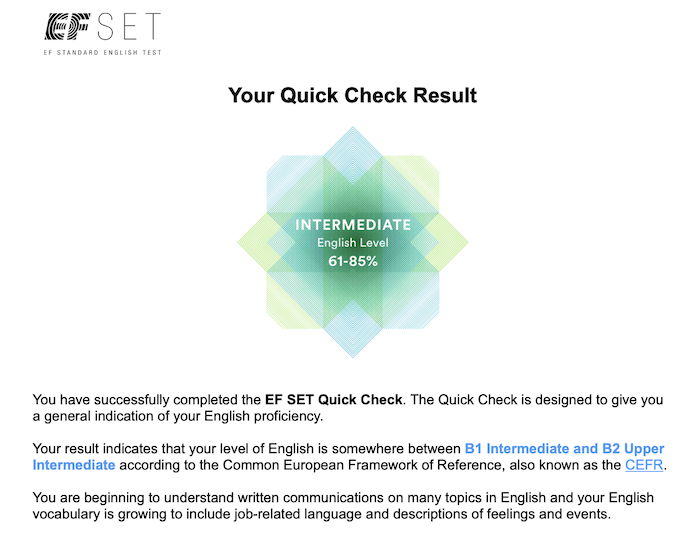 EF SET
EF STANDARD ENGLISH TEST
Your Quick Check Result
INTERMEDIATE
English Level
61-85%
You have successfully completed the EF SET Quick Check. The Quick Check is designed to give you
a general indication of your English proficiency.
Your result indicates that your level of English is somewhere between B1 Intermediate and B2 Upper
Intermediate according to the Common European Framework of Reference, also known as the CEFR.
You are beginning to understand written communications on many topics in English and your English
vocabulary is growing to include job-related language and descriptions of feelings and events.